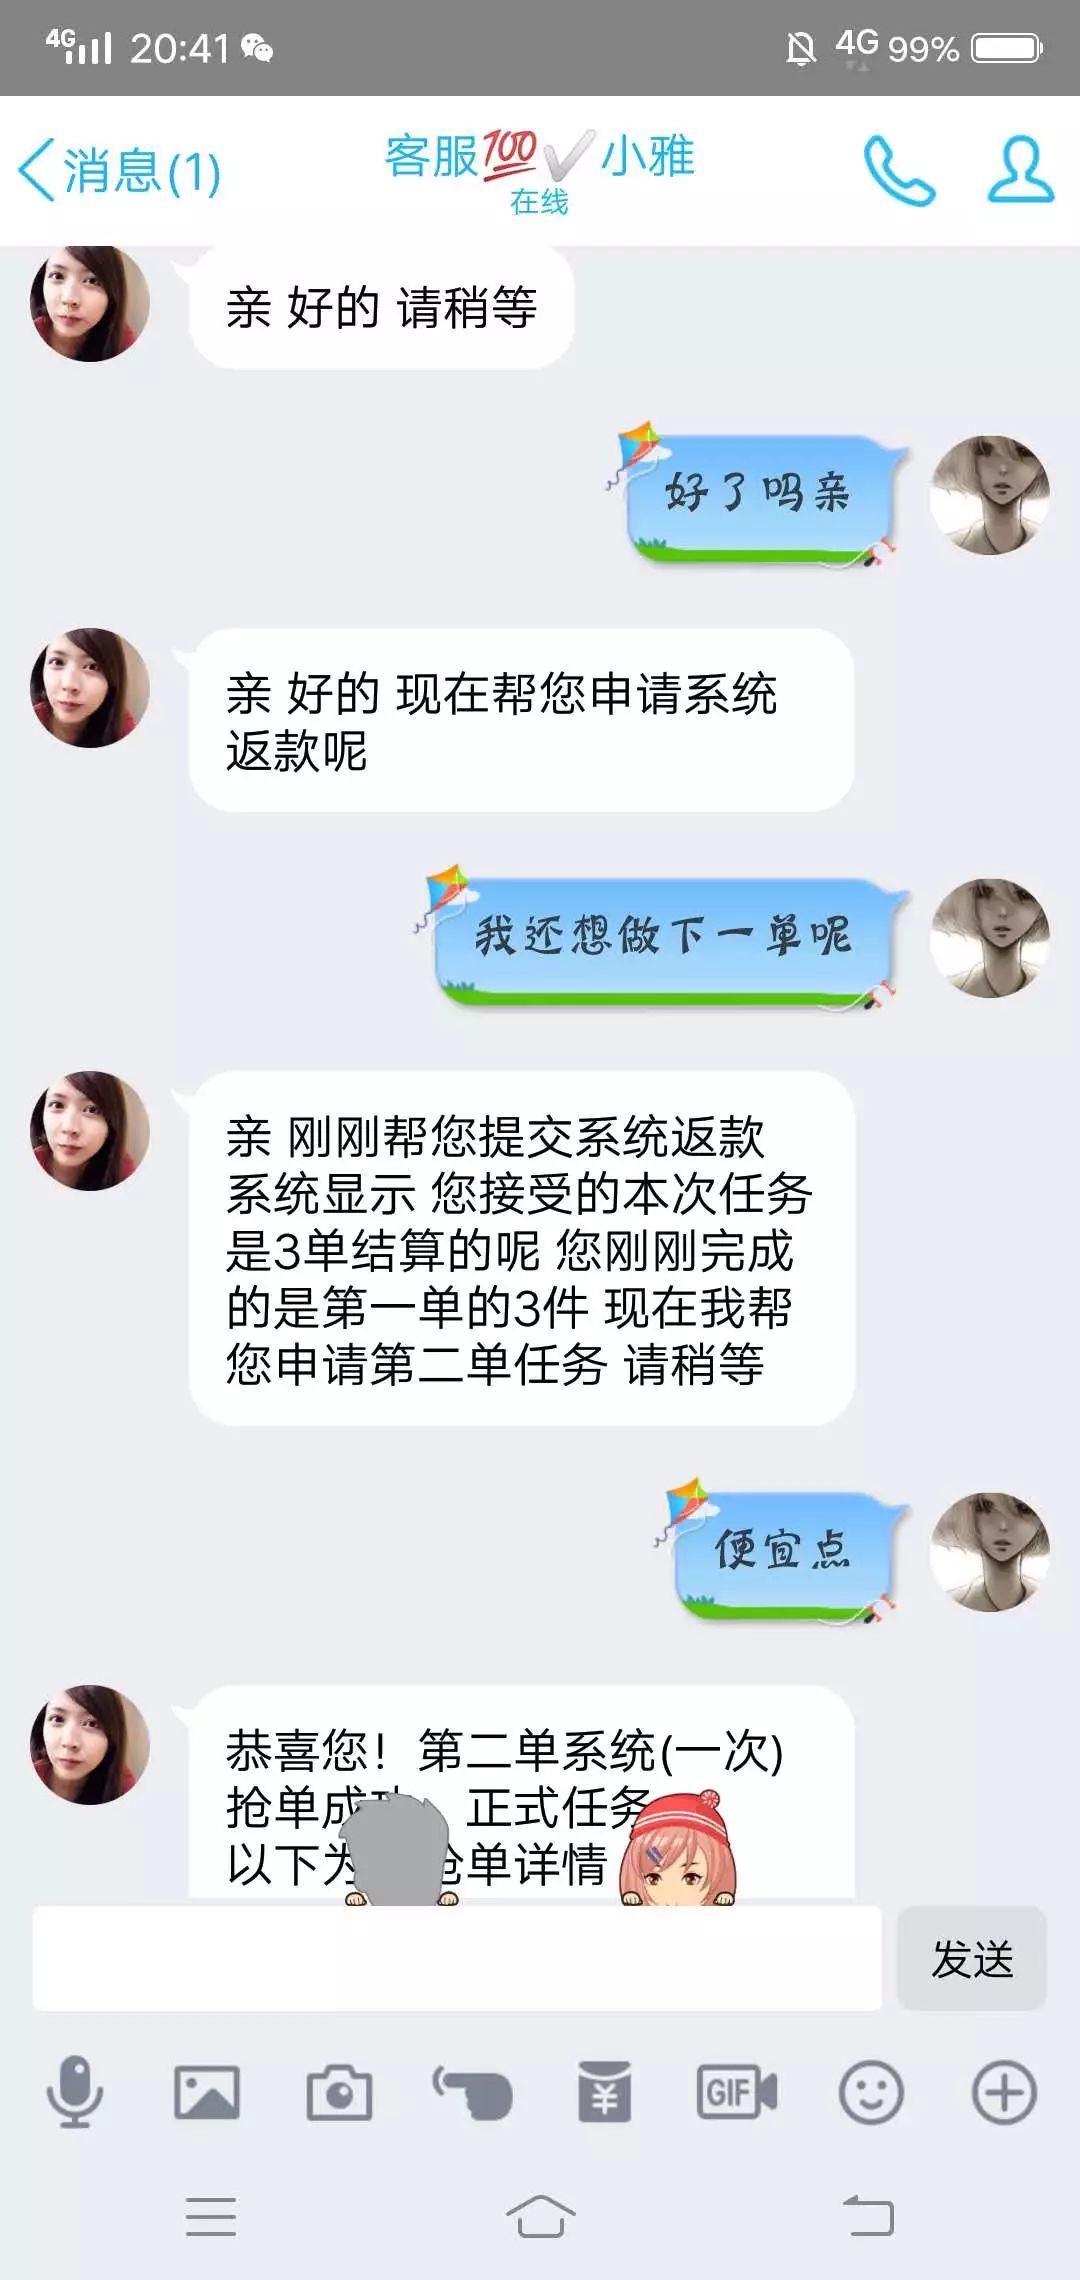 4G 20:41 4G 99%
消息(1)
客服💯✔小雅
在线
亲 好的 请稍等
好了吗亲
亲 好的 现在帮您申请系统
返款呢
我还想做下一单呢
亲 刚刚帮您提交系统返款
系统显示 您接受的本次任务
是3单结算的呢 您刚刚完成
的是第一单的3件 现在我帮
您申请第二单任务 请稍等
便宜点
恭喜您！第二单系统(一次)
抢单成 正式任务
以下为 抢单详情
发送
GIF